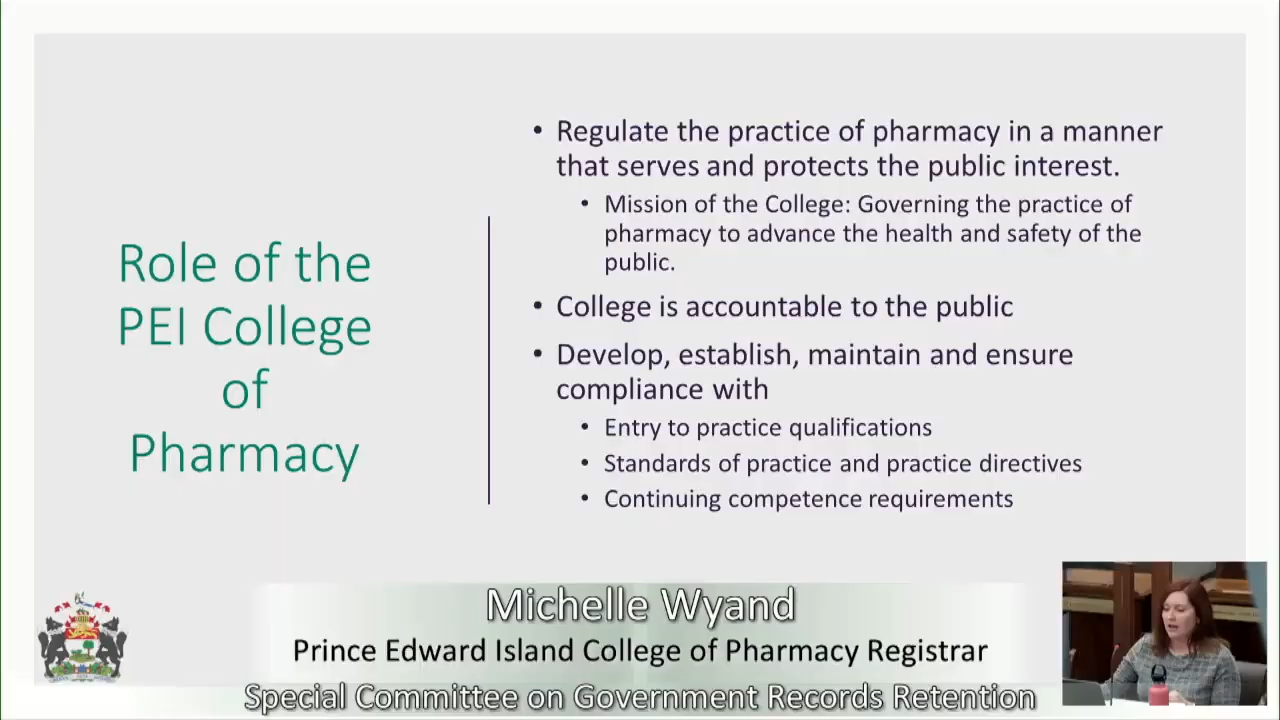 Role of the
PEI College
of
Pharmacy
• Regulate the practice of pharmacy in a manner
that serves and protects the public interest.
• Mission of the College: Governing the practice of
pharmacy to advance the health and safety of the
public.
• College is accountable to the public
• Develop, establish, maintain and ensure
compliance with
• Entry to practice qualifications
• Standards of practice and practice directives
• Continuing competence requirements
Michelle Wyand
Prince Edward Island College of Pharmacy Registrar
Special Committee on Government Records Retention